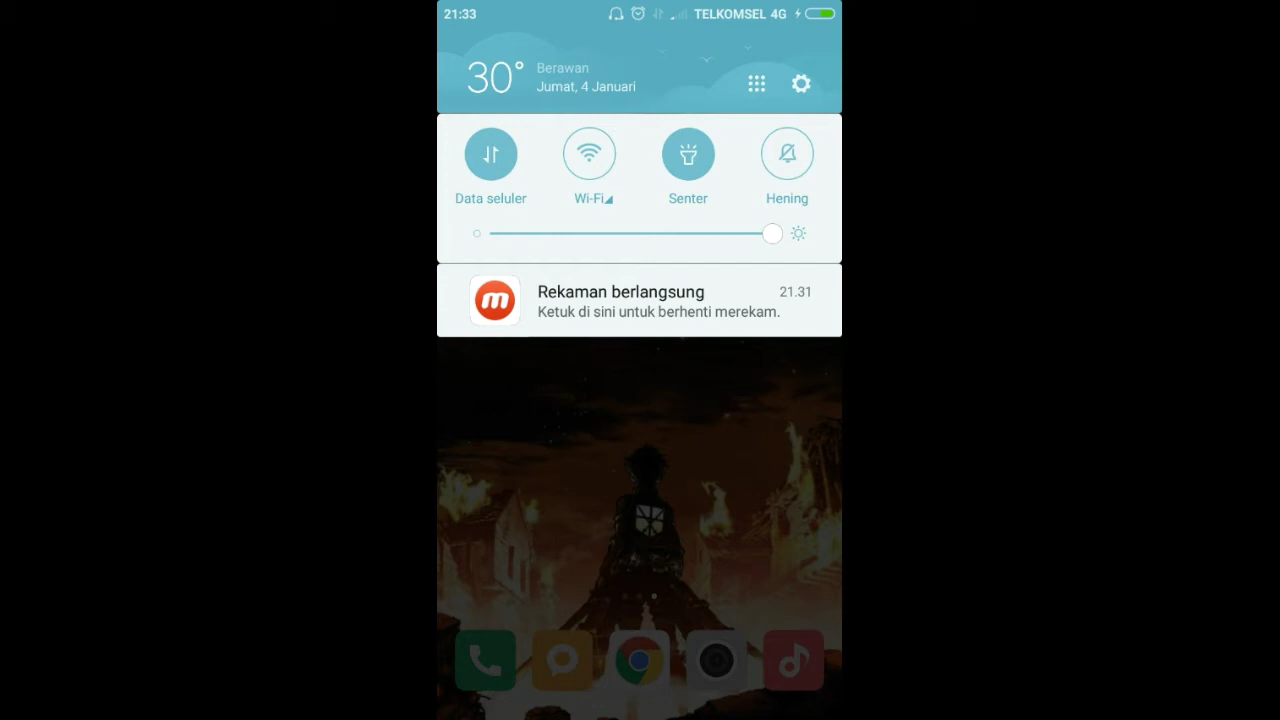 21:33 TELKOMSEL 4G
30° Berawan
Jumat, 4 Januari
Data seluler Wi-Fi Senter Hening
Rekaman berlangsung 21.31
Ketuk di sini untuk berhenti merekam.